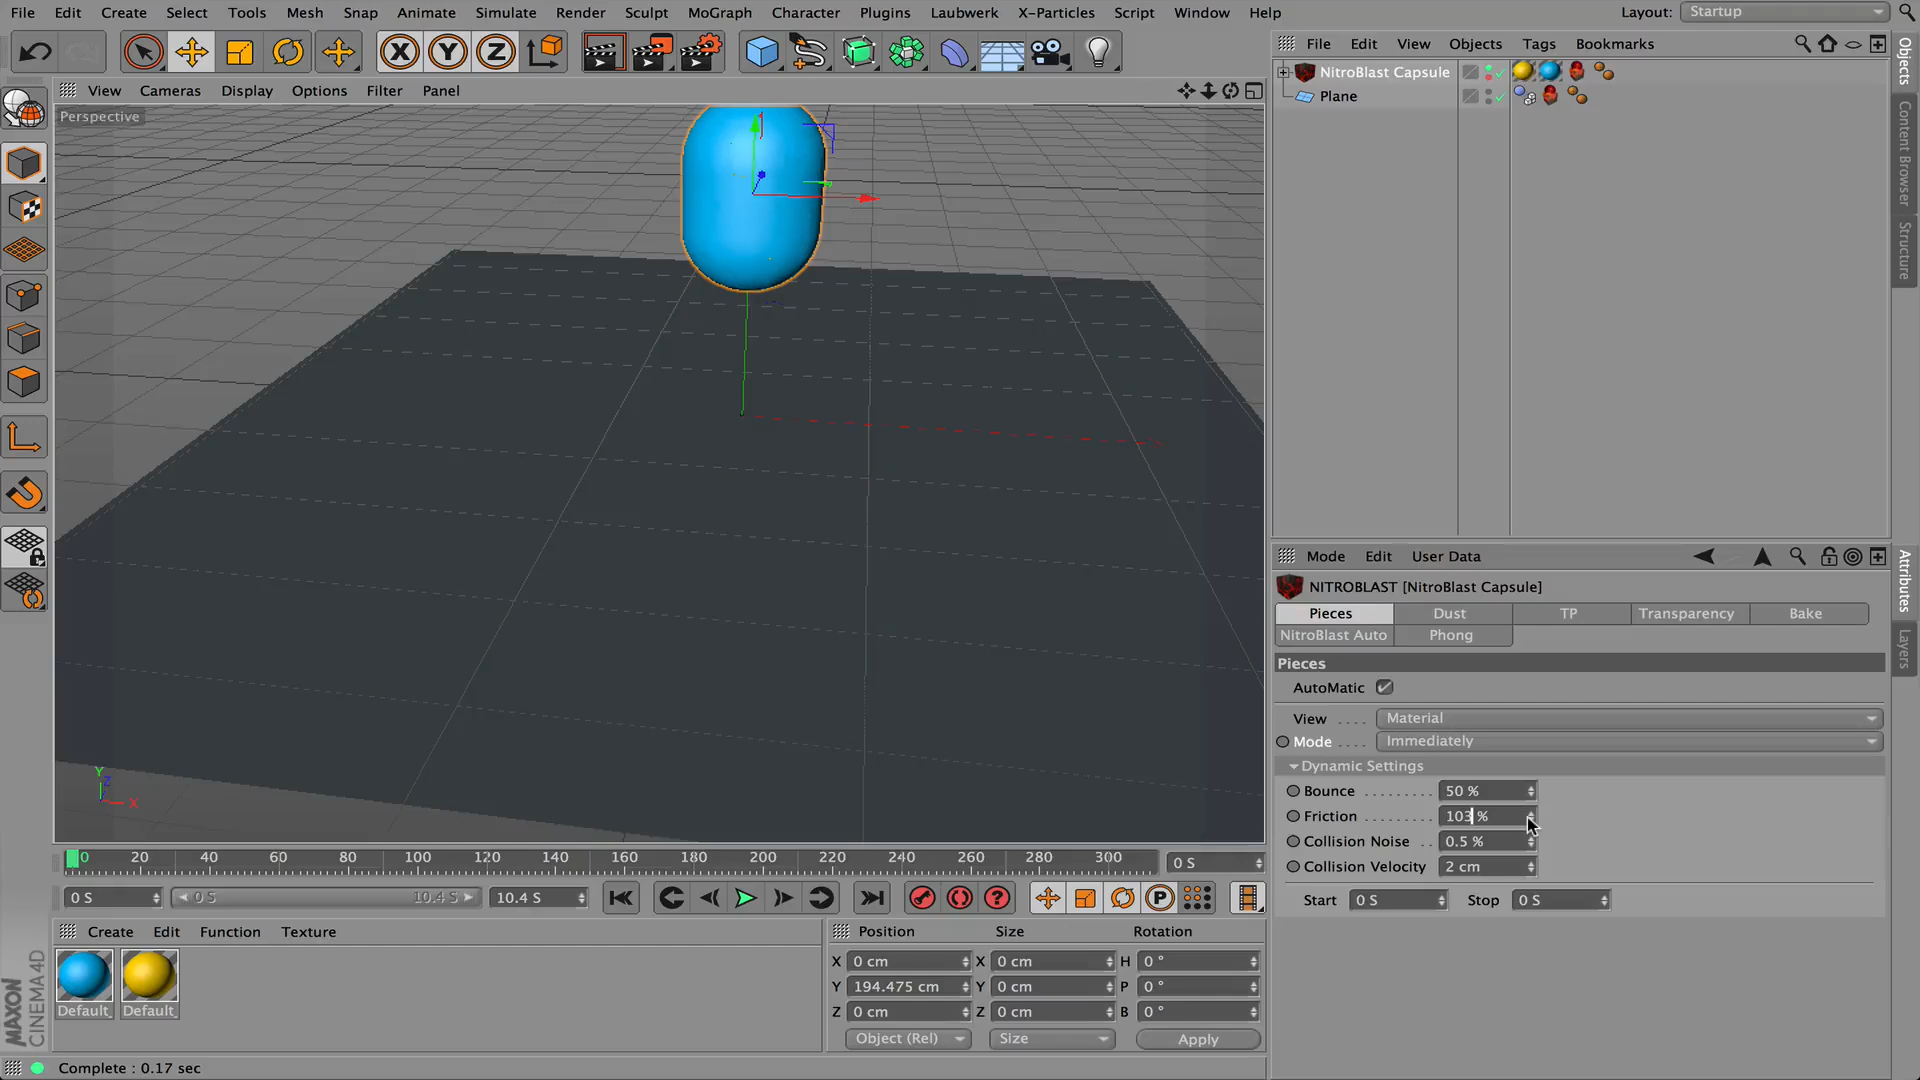 File Edit Create Select Tools Mesh Snap Animate Simulate Render Sculpt MoGraph Character Plugins Laubwerk X-Particles Script Window Help Layout: Startup
X Y Z
File Edit View Objects Tags Bookmarks
NitroBlast Capsule
Plane
Objects
Content Browser
Structure
View Cameras Display Options Filter Panel
Perspective
Y
Z
X
Mode Edit User Data
Attributes
Layers
NITROBLAST [NitroBlast Capsule]
Pieces Dust TP Transparency Bake
NitroBlast Auto Phong
Pieces
AutoMatic
View .... Material
Mode .... Immediately
Dynamic Settings
Bounce ......... 50 %
Friction ......... 103 %
Collision Noise .. 0.5 %
Collision Velocity 2 cm
Start 0 S Stop 0 S
0 20 40 60 80 100 120 140 160 180 200 220 240 260 280 300 0 S
0 S 0 S 10.4 S 10.4 S
P
Create Edit Function Texture
Default
Default
Position Size Rotation
X 0 cm X 0 cm H 0 °
Y 194.475 cm Y 0 cm P 0 °
Z 0 cm Z 0 cm B 0 °
Object (Rel) Size Apply
MAXON
CINEMA 4D
Complete : 0.17 sec